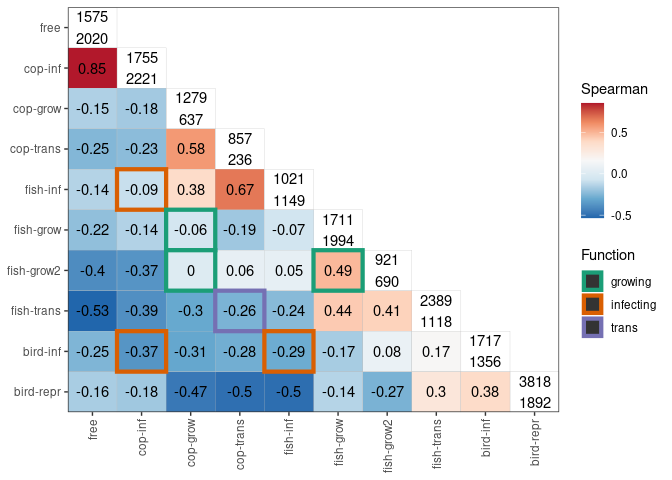 free 1575
2020
cop-inf 0.85 1755
2221
cop-grow -0.15 -0.18 1279
637
cop-trans -0.25 -0.23 0.58 857
236
fish-inf -0.14 -0.09 0.38 0.67 1021
1149
fish-grow -0.22 -0.14 -0.06 -0.19 -0.07 1711
1994
fish-grow2 -0.4 -0.37 0 0.06 0.05 0.49 921
690
fish-trans -0.53 -0.39 -0.3 -0.26 -0.24 0.44 0.41 2389
1118
bird-inf -0.25 -0.37 -0.31 -0.28 -0.29 -0.17 0.08 0.17 1717
1356
bird-repr -0.16 -0.18 -0.47 -0.5 -0.5 -0.14 -0.27 0.3 0.38 3818
1892
free cop-inf cop-grow cop-trans fish-inf fish-grow fish-grow2 fish-trans bird-inf bird-repr
Spearman
0.5
0.0
-0.5
Function
growing
infecting
trans